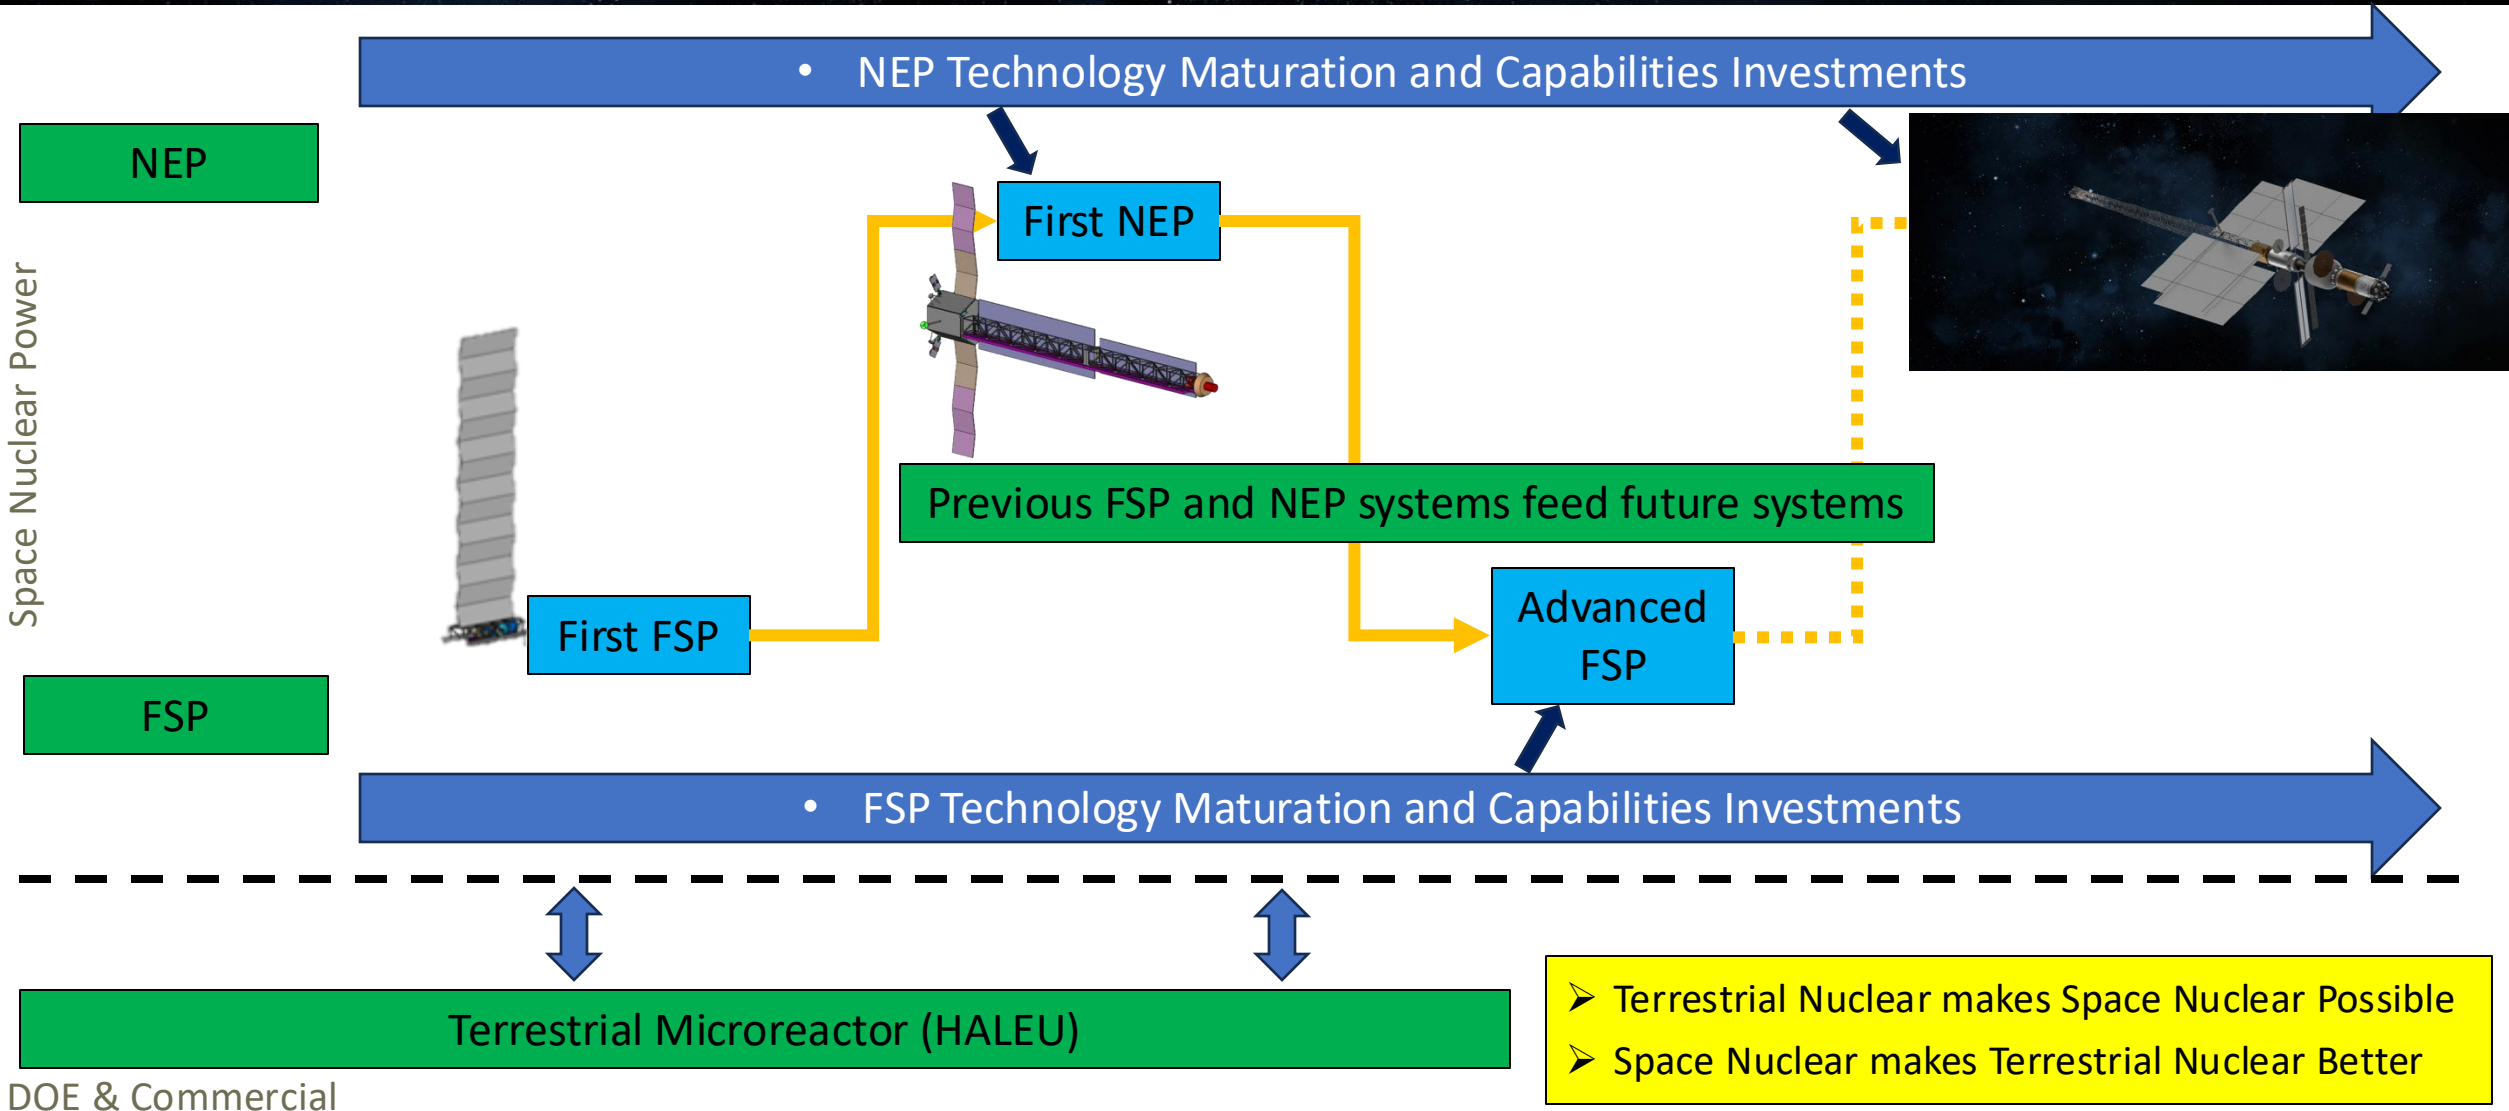 • NEP Technology Maturation and Capabilities Investments
NEP
First NEP
Space Nuclear Power
Previous FSP and NEP systems feed future systems
First FSP
Advanced
FSP
FSP
• FSP Technology Maturation and Capabilities Investments
Terrestrial Microreactor (HALEU)
➢ Terrestrial Nuclear makes Space Nuclear Possible
➢ Space Nuclear makes Terrestrial Nuclear Better
DOE & Commercial